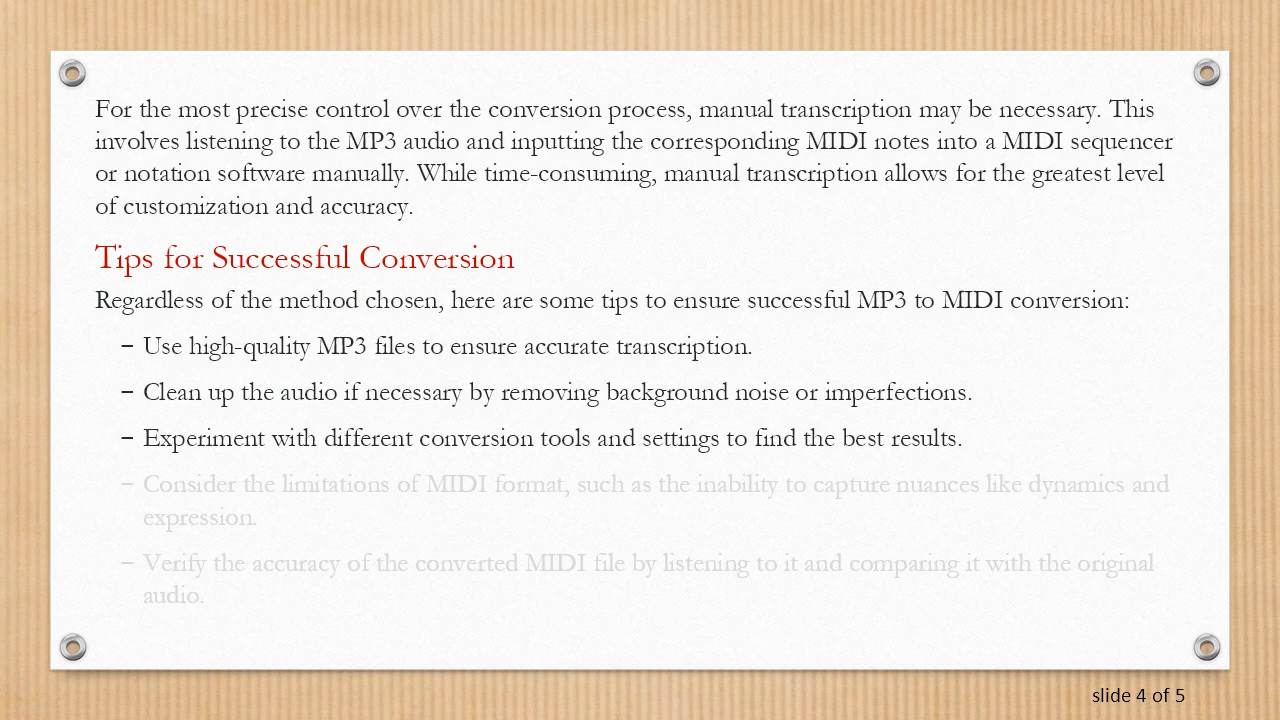 For the most precise control over the conversion process, manual transcription may be necessary. This
involves listening to the MP3 audio and inputting the corresponding MIDI notes into a MIDI sequencer
or notation software manually. While time-consuming, manual transcription allows for the greatest level
of customization and accuracy.
Tips for Successful Conversion
Regardless of the method chosen, here are some tips to ensure successful MP3 to MIDI conversion:
– Use high-quality MP3 files to ensure accurate transcription.
– Clean up the audio if necessary by removing background noise or imperfections.
– Experiment with different conversion tools and settings to find the best results.
– Consider the limitations of MIDI format, such as the inability to capture nuances like dynamics and
expression.
– Verify the accuracy of the converted MIDI file by listening to it and comparing it with the original
audio.
slide 4 of 5